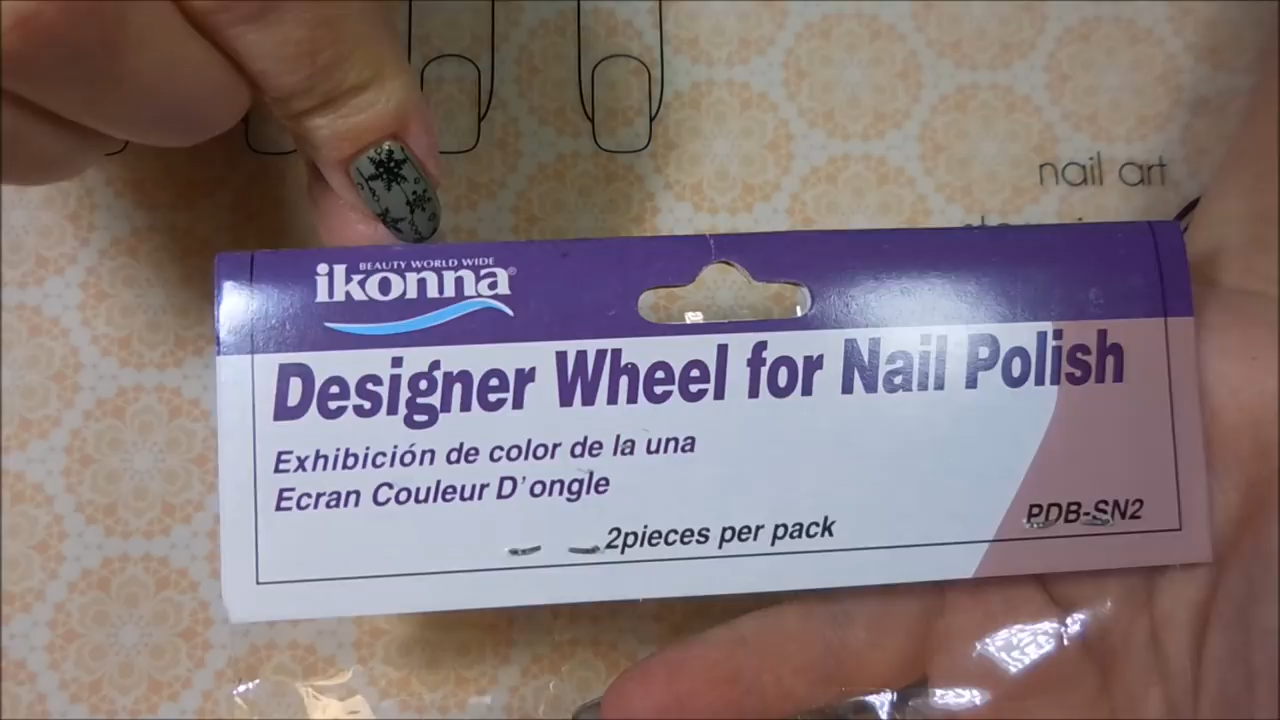 nail art
BEAUTY WORLD WIDE
ikonna®
Designer Wheel for Nail Polish
Exhibición de color de la una
Ecran Couleur D'ongle
2pieces per pack
PDB-SN2